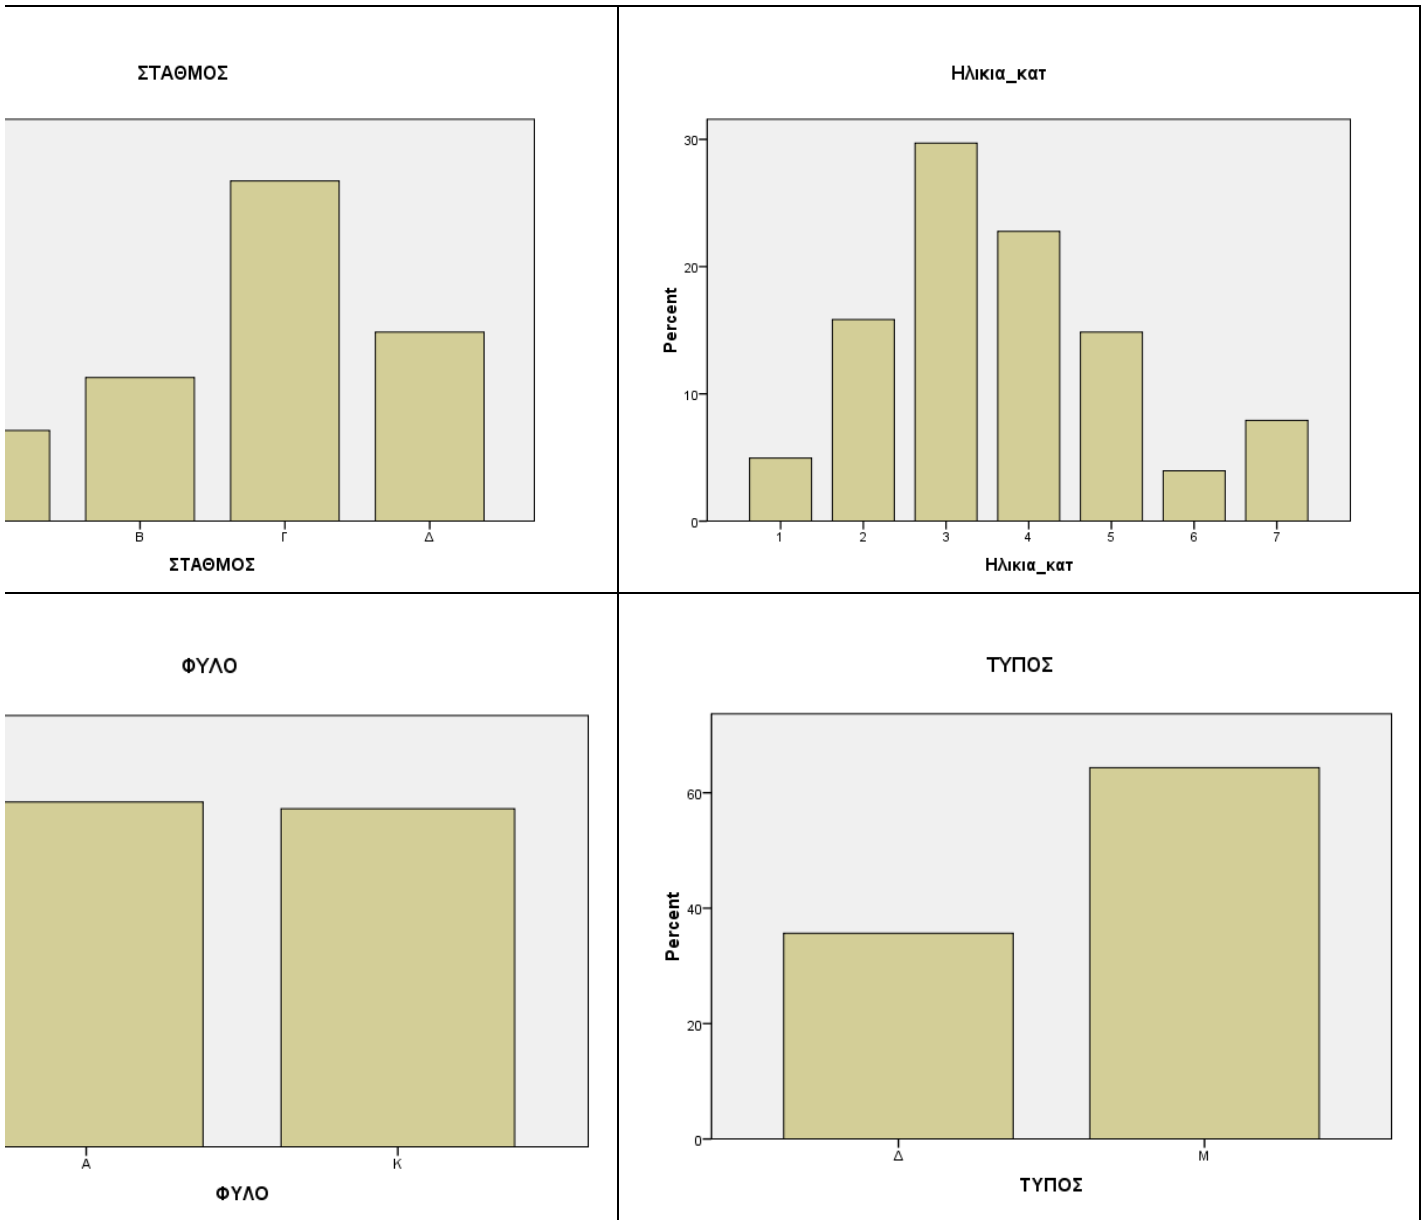 ΣΤΑΘΜΟΣ
Β Γ Δ
ΣΤΑΘΜΟΣ
Ηλικια_κατ
30
20
10
0
Percent
1 2 3 4 5 6 7
Ηλικια_κατ
ΦΥΛΟ
Α Κ
ΦΥΛΟ
ΤΥΠΟΣ
60
40
20
0
Percent
Δ Μ
ΤΥΠΟΣ